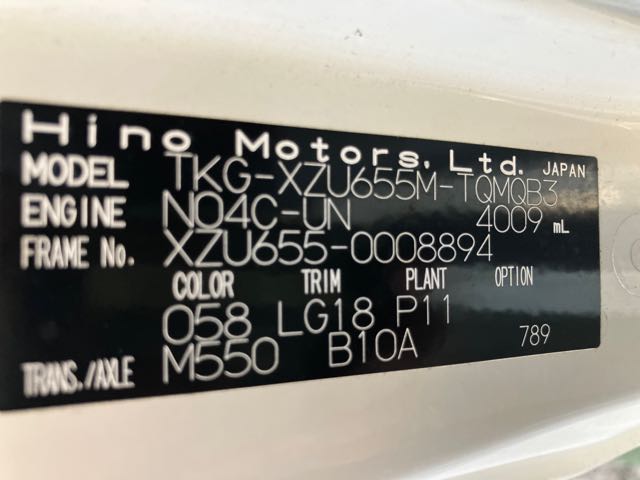 Hino Motors, Ltd. JAPAN
MODEL TKG-XZU655M-TQMQB3
ENGINE N04C-UN 4009 mL
FRAME No. XZU655-0008894
COLOR TRIM PLANT OPTION
058 LG18 P11
TRANS./AXLE M550 B10A 789